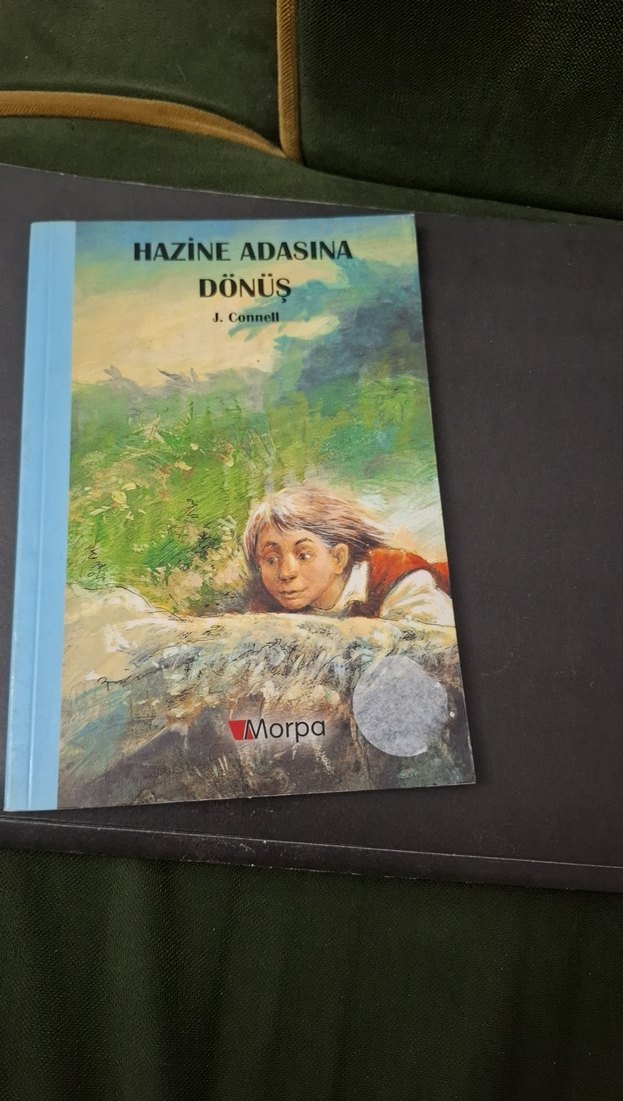 HAZİNE ADASINA
DÖNÜŞ
J. Connell
Morpa